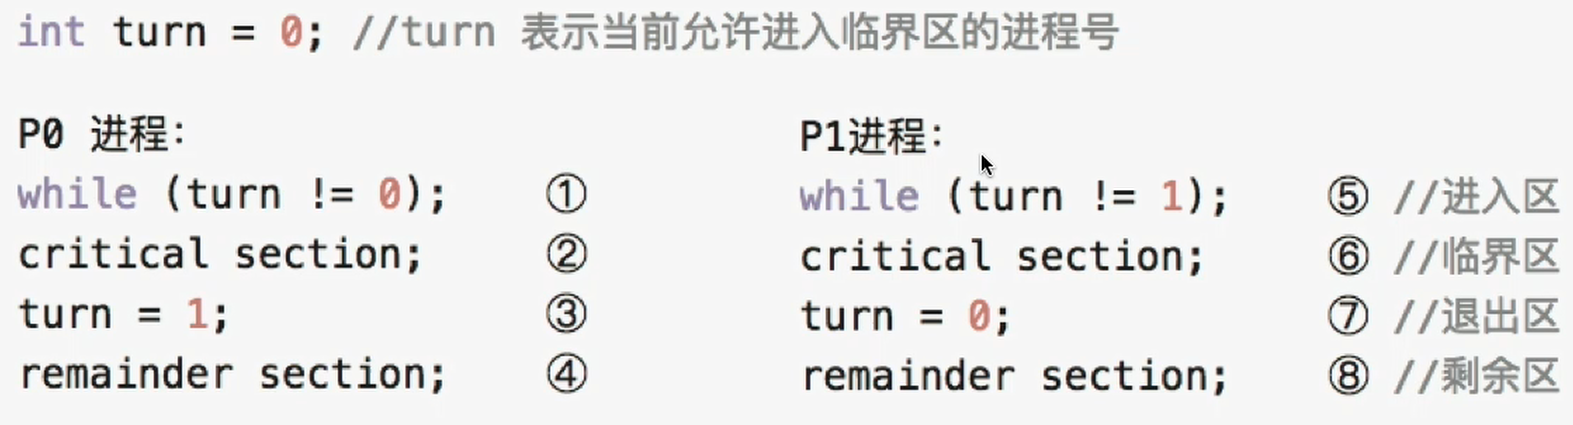 int turn = 0; //turn 表示当前允许进入临界区的进程号
P0 进程:
while (turn != 0); ①
critical section; ②
turn = 1; ③
remainder section; ④
P1进程:
while (turn != 1); ⑤ //进入区
critical section; ⑥ //临界区
turn = 0; ⑦ //退出区
remainder section; ⑧ //剩余区